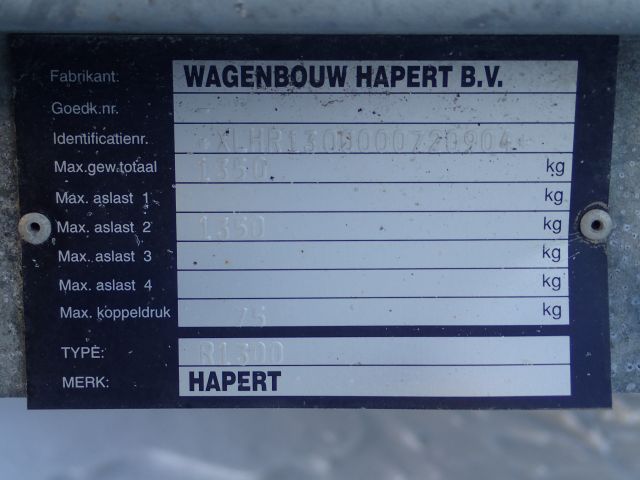 Fabrikant: WAGENBOUW HAPERT B.V.
Goedk.nr. -
Identificatienr.
Max.gew.totaal 1350 kg
Max. aslast 1 kg
Max. aslast 2 1350 kg
Max. aslast 3 kg
Max. aslast 4 kg
Max. koppeldruk 75 kg
TYPE: R1300
MERK: HAPERT